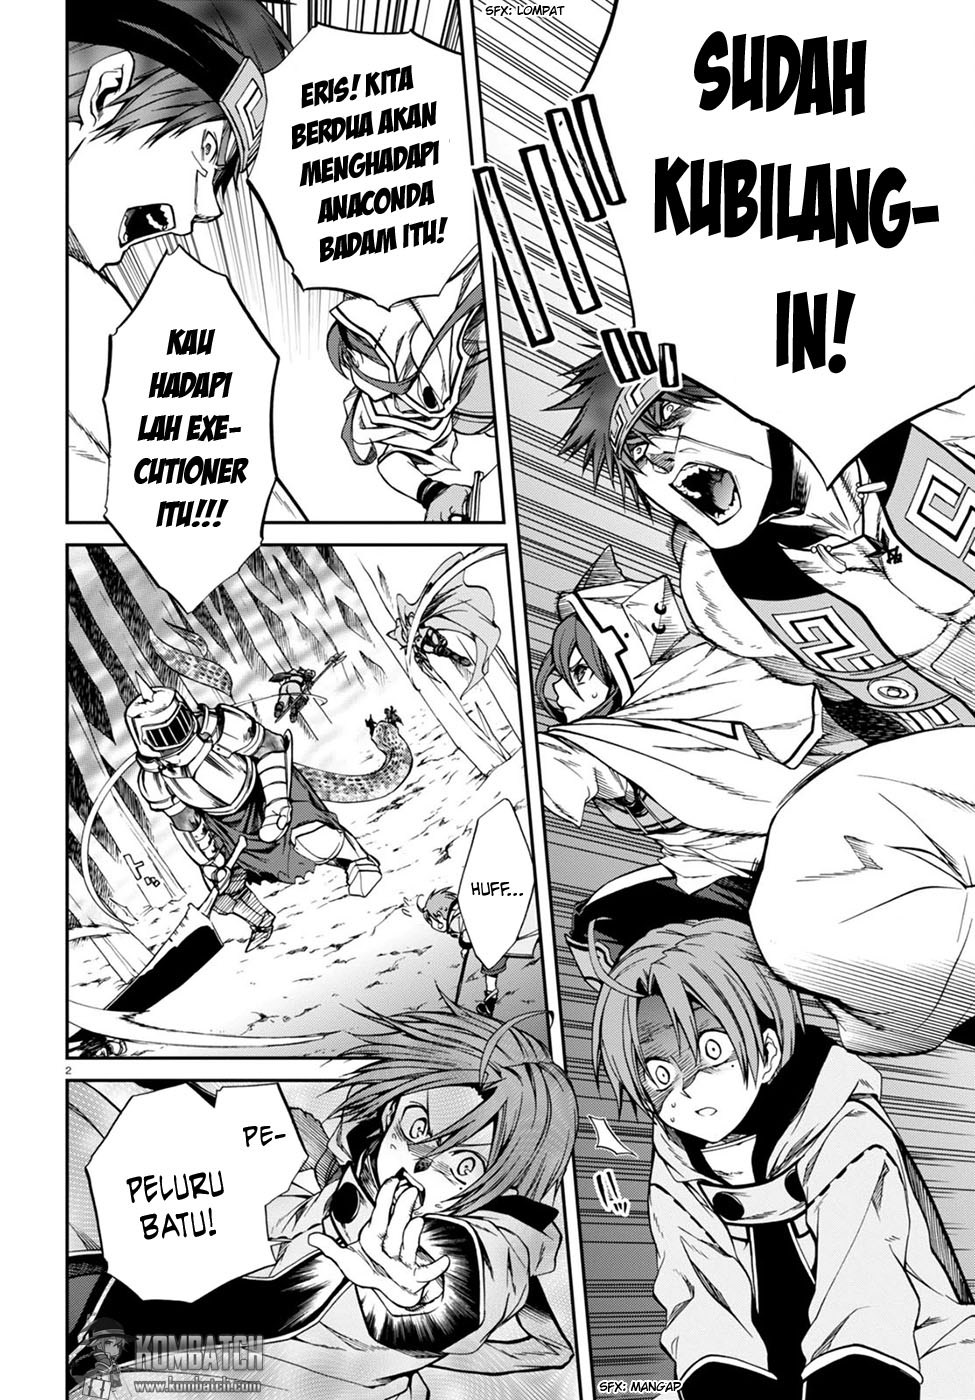 SFX: LOMPAT
SUDAH
KUBILANG-
IN!
ERIS! KITA
BERDUA AKAN
MENGHADAPI
ANACONDA
BADAM ITU!
KAU
HADAPI
LAH EXE-
CUTIONER
ITU!!!
HUFF...
2
PE-
PELURU
BATU!
SFX: MANGAP
KOMBATCH
www.kombatch.com